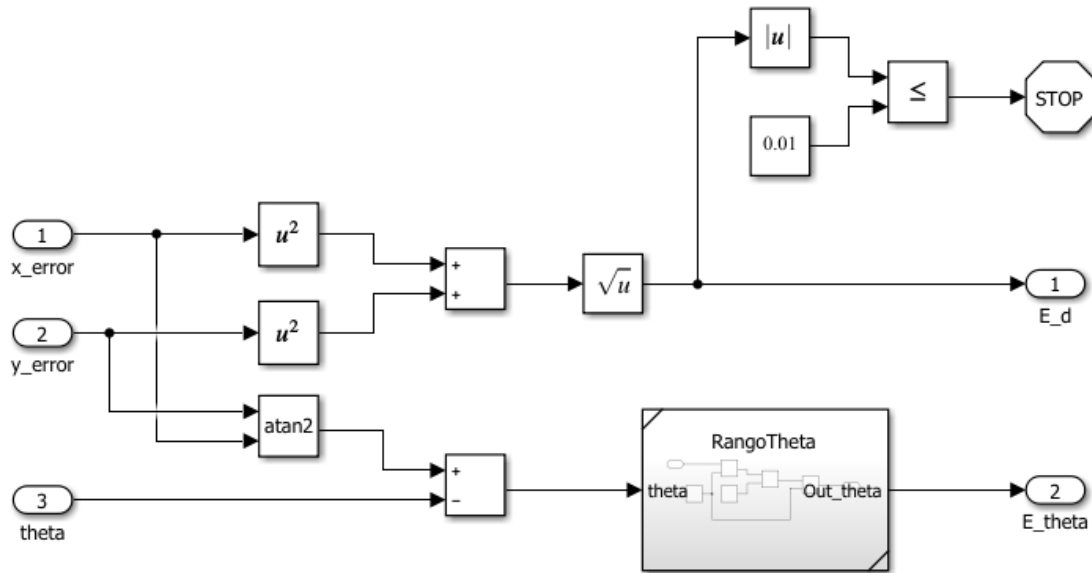 |u|
≤
STOP
0.01
1
x_error
u²
+
+
√u
1
E_d
2
y_error
u²
atan2
+
−
RangoTheta
theta
Out_theta
3
theta
2
E_theta